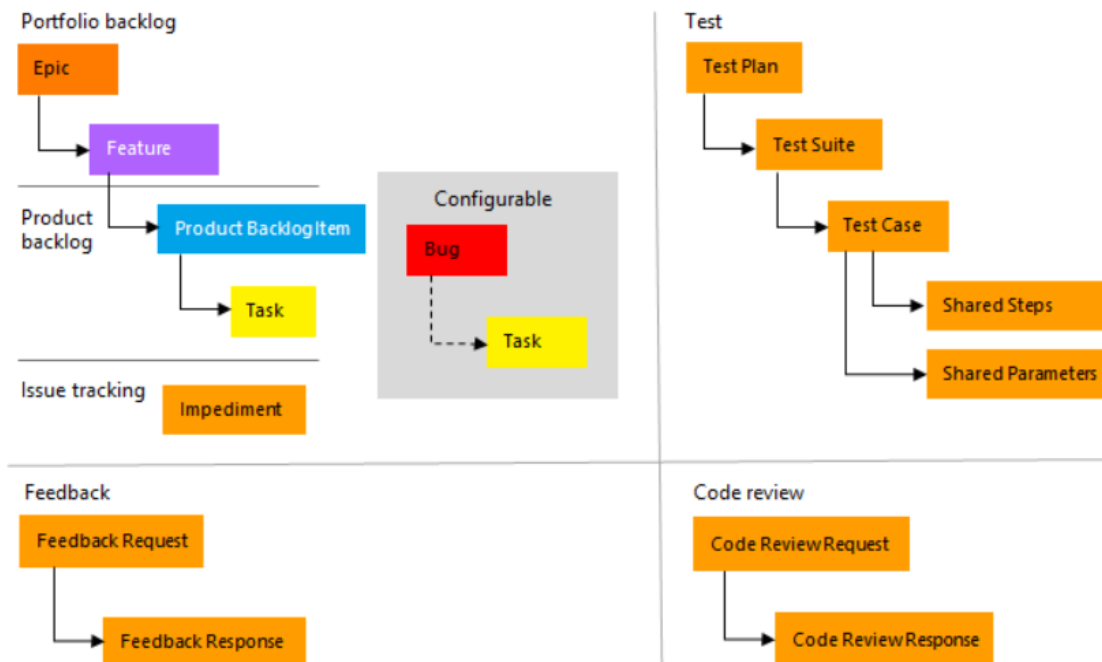 Portfolio backlog
Epic
Feature
Product
backlog
Product Backlog Item
Task
Configurable
Bug
Task
Issue tracking
Impediment
Test
Test Plan
Test Suite
Test Case
Shared Steps
Shared Parameters
Feedback
Feedback Request
Feedback Response
Code review
Code Review Request
Code Review Response